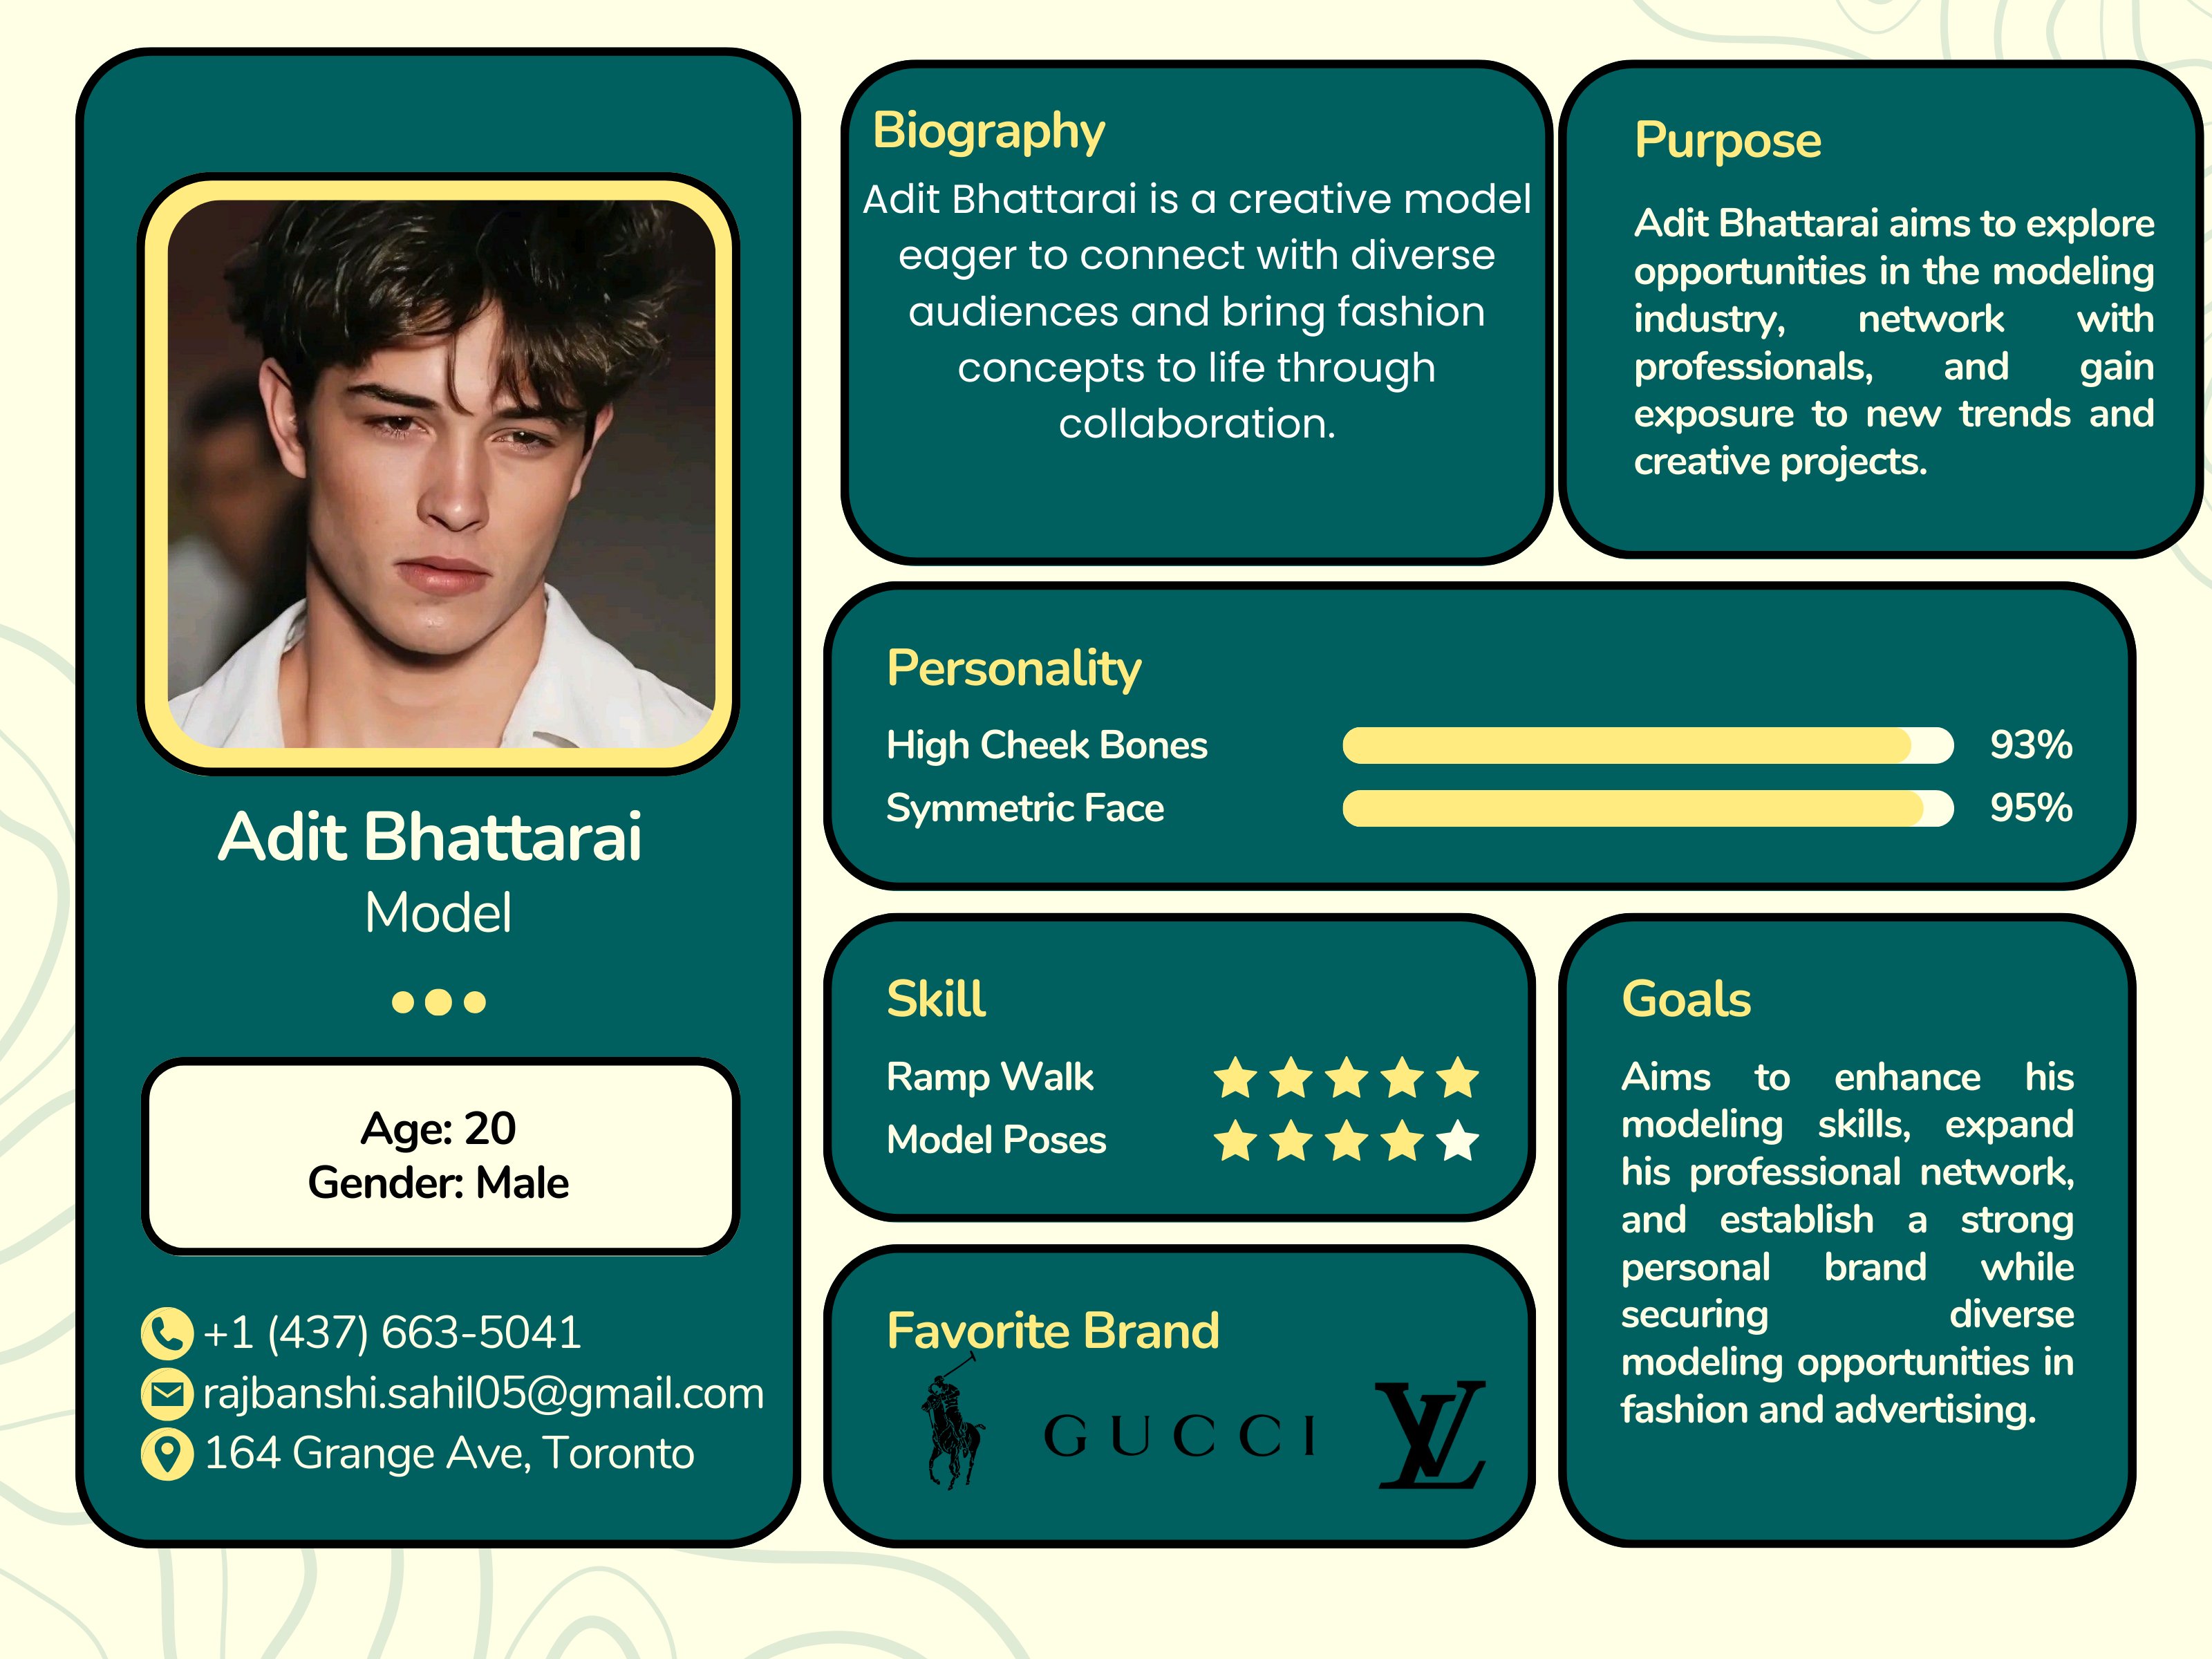 Adit Bhattarai
Model
Age: 20
Gender: Male
+1 (437) 663-5041
rajbanshi.sahil05@gmail.com
164 Grange Ave, Toronto
Biography
Adit Bhattarai is a creative model
eager to connect with diverse
audiences and bring fashion
concepts to life through
collaboration.
Purpose
Adit Bhattarai aims to explore
opportunities in the modeling
industry, network with
professionals, and gain
exposure to new trends and
creative projects.
Personality
High Cheek Bones 93%
Symmetric Face 95%
Skill
Ramp Walk
Model Poses
Favorite Brand
GUCCI LV
Goals
Aims to enhance his
modeling skills, expand
his professional network,
and establish a strong
personal brand while
securing diverse
modeling opportunities in
fashion and advertising.